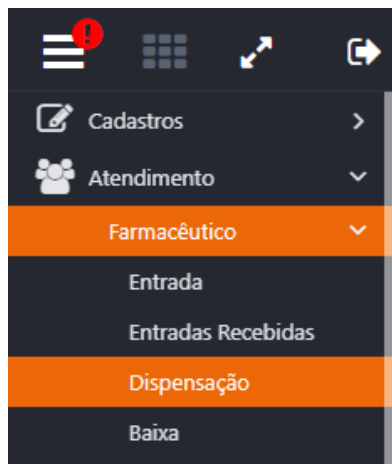 !
Cadastros
Atendimento
Farmacêutico
Entrada
Entradas Recebidas
Dispensação
Baixa